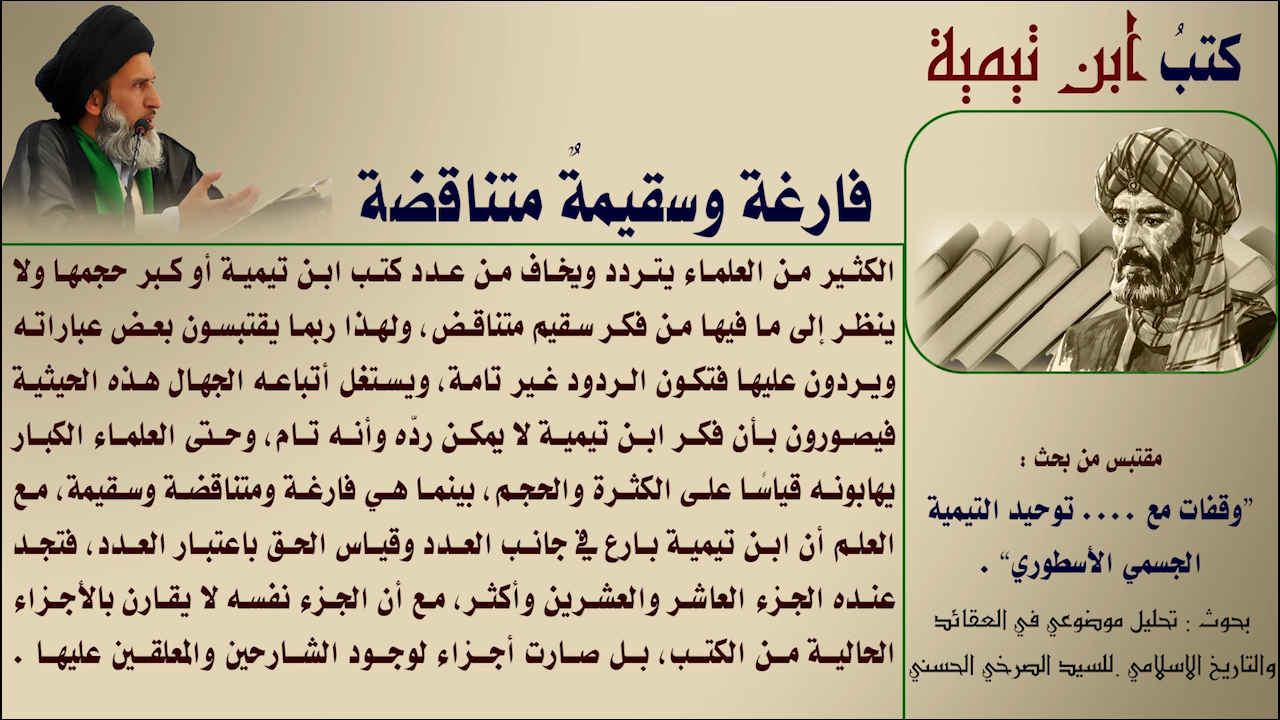 كتبُ ابن تيمية
فارغة وسقيمةٌ متناقضة
الكثير من العلماء يتردد ويخاف من عدد كتب ابن تيمية أو كبر حجمها ولا
ينظر إلى ما فيها من فكر سقيم متناقض، ولهذا ربما يقتبسون بعض عباراته
ويردون عليها فتكون الردود غير تامة، ويستغل أتباعه الجهال هذه الحيثية
فيصورون بأن فكر ابن تيمية لا يمكن ردّه وأنه تام، وحتى العلماء الكبار
يهابونه قياسًا على الكثرة والحجم، بينما هي فارغة ومتناقضة وسقيمة، مع
العلم أن ابن تيمية بارع في جانب العدد وقياس الحق باعتبار العدد، فتجد
عنده الجزء العاشر والعشرين وأكثر، مع أن الجزء نفسه لا يقارن بالأجزاء
الحالية من الكتب، بل صارت أجزاء لوجود الشارحين والمعلقين عليها .
مقتبس من بحث :
”وقفات مع .... توحيد التيمية
الجسمي الأسطوري“ .
بحوث : تحليل موضوعي في العقائد
والتاريخ الاسلامي .للسيد الصرخي الحسني